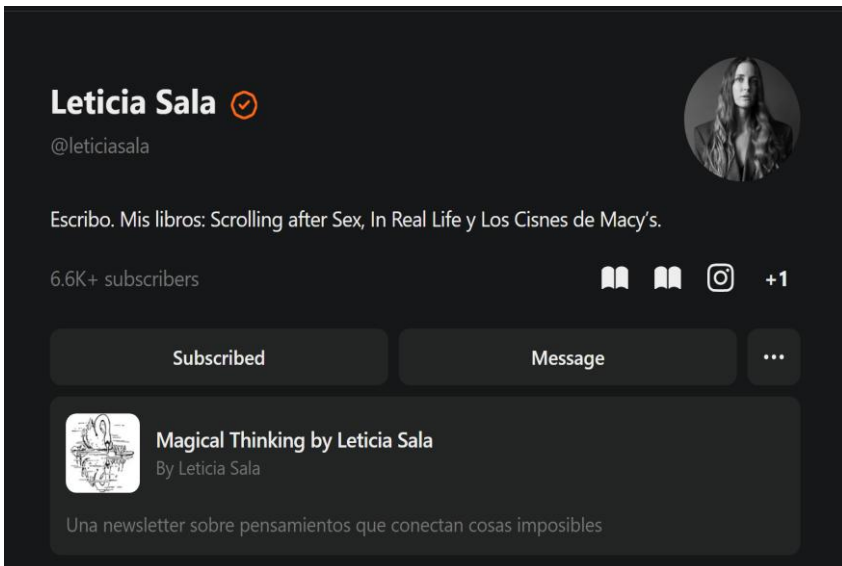 Leticia Sala
@leticiasala
Escribo. Mis libros: Scrolling after Sex, In Real Life y Los Cisnes de Macy’s.
6.6K+ subscribers
+1
Subscribed
Message
Magical Thinking by Leticia Sala
By Leticia Sala
Una newsletter sobre pensamientos que conectan cosas imposibles